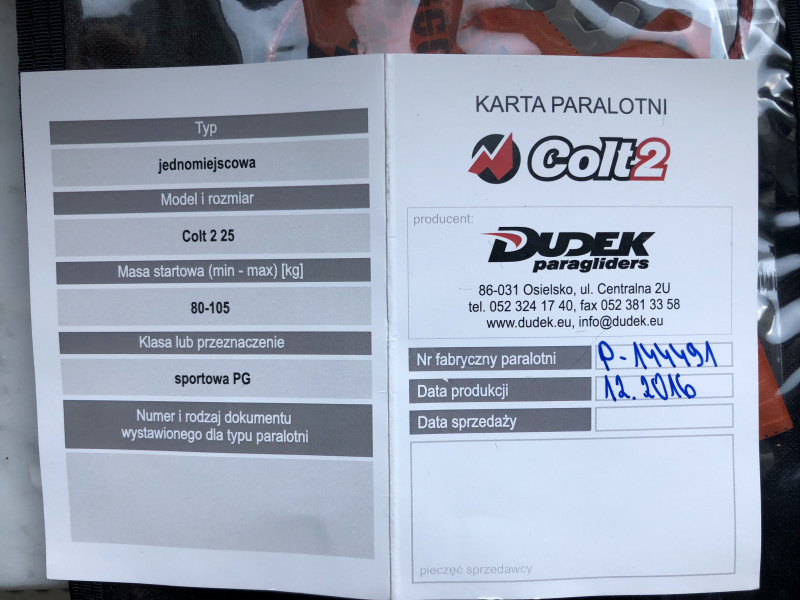 Typ
jednomiejscowa
Model i rozmiar
Colt 2 25
Masa startowa (min - max) [kg]
80-105
Klasa lub przeznaczenie
sportowa PG
Numer i rodzaj dokumentu
wystawionego dla typu paralotni
KARTA PARALOTNI
Colt2
producent:
DUDEK
paragliders
86-031 Osielsko, ul. Centralna 2U
tel. 052 324 17 40, fax 052 381 33 58
www.dudek.eu, info@dudek.eu
Nr fabryczny paralotni P-144491
Data produkcji 12.2016
Data sprzedaży
pieczęć sprzedawcy